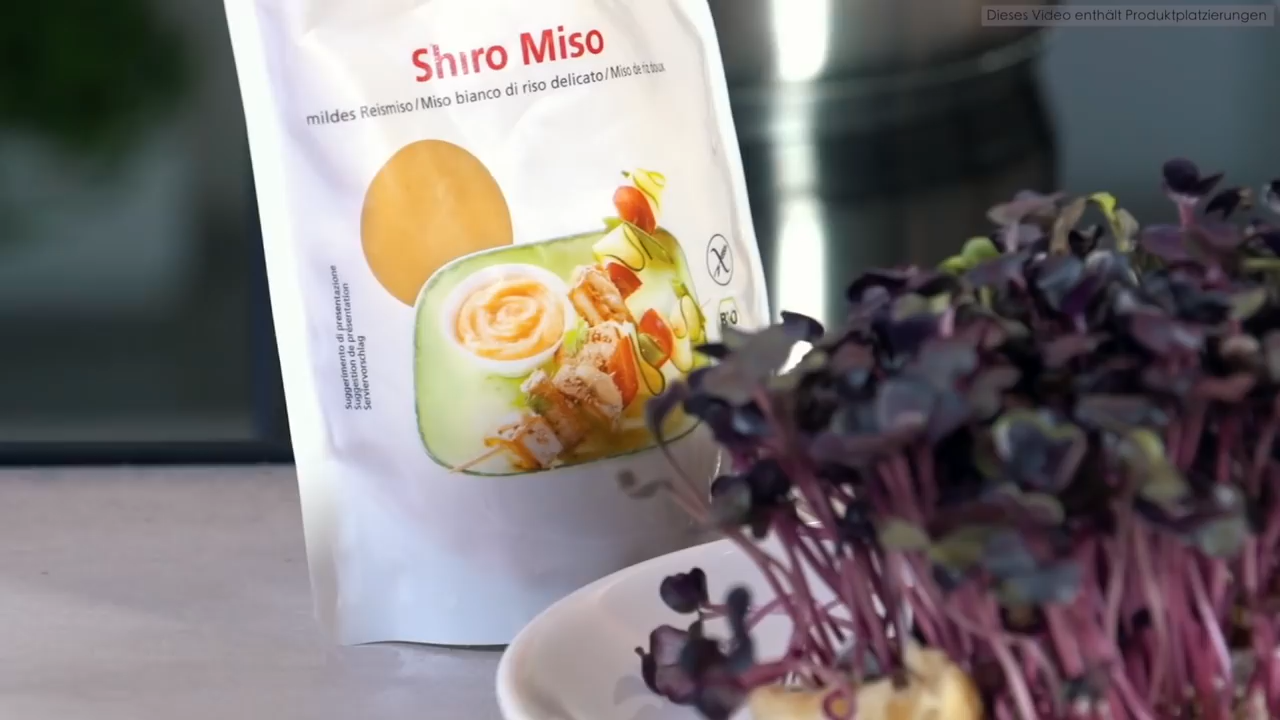 Dieses Video enthält Produktplatzierungen
Shiro Miso
mildes Reismiso/Miso bianco di riso delicato/Miso de riz doux
Suggerimento di presentazione
Suggestion de présentation
Serviervorschlag
BIO